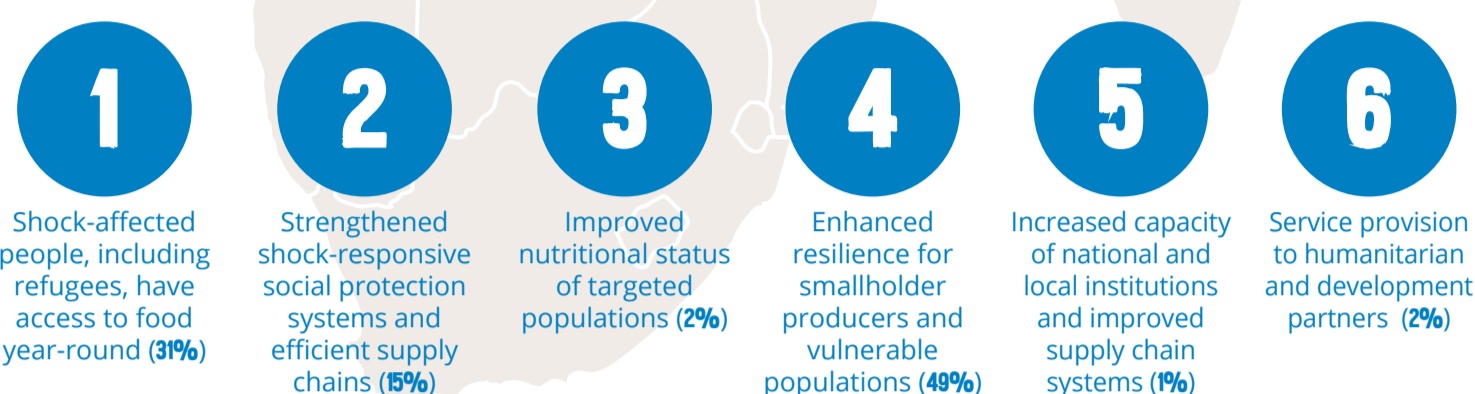 1
Shock-affected
people, including
refugees, have
access to food
year-round (31%)
2
Strengthened
shock-responsive
social protection
systems and
efficient supply
chains (15%)
3
Improved
nutritional status
of targeted
populations (2%)
4
Enhanced
resilience for
smallholder
producers and
vulnerable
populations (49%)
5
Increased capacity
of national and
local institutions
and improved
supply chain
systems (1%)
6
Service provision
to humanitarian
and development
partners (2%)